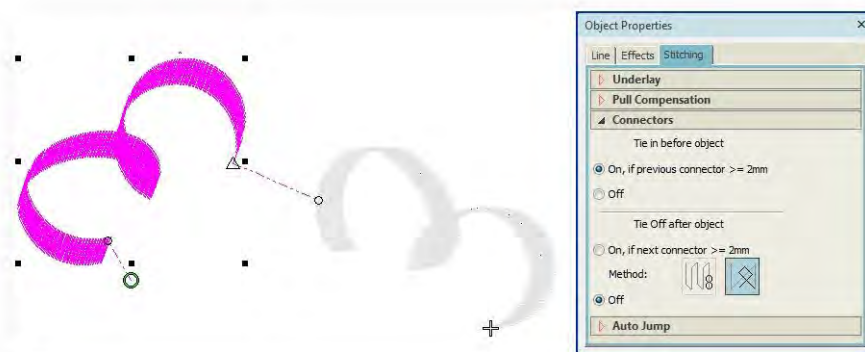 Object Properties
Line Effects Stitching
Underlay
Pull Compensation
Connectors
Tie in before object
On, if previous connector >= 2mm
Off
Tie Off after object
On, if next connector >= 2mm
Method:
Off
Auto Jump